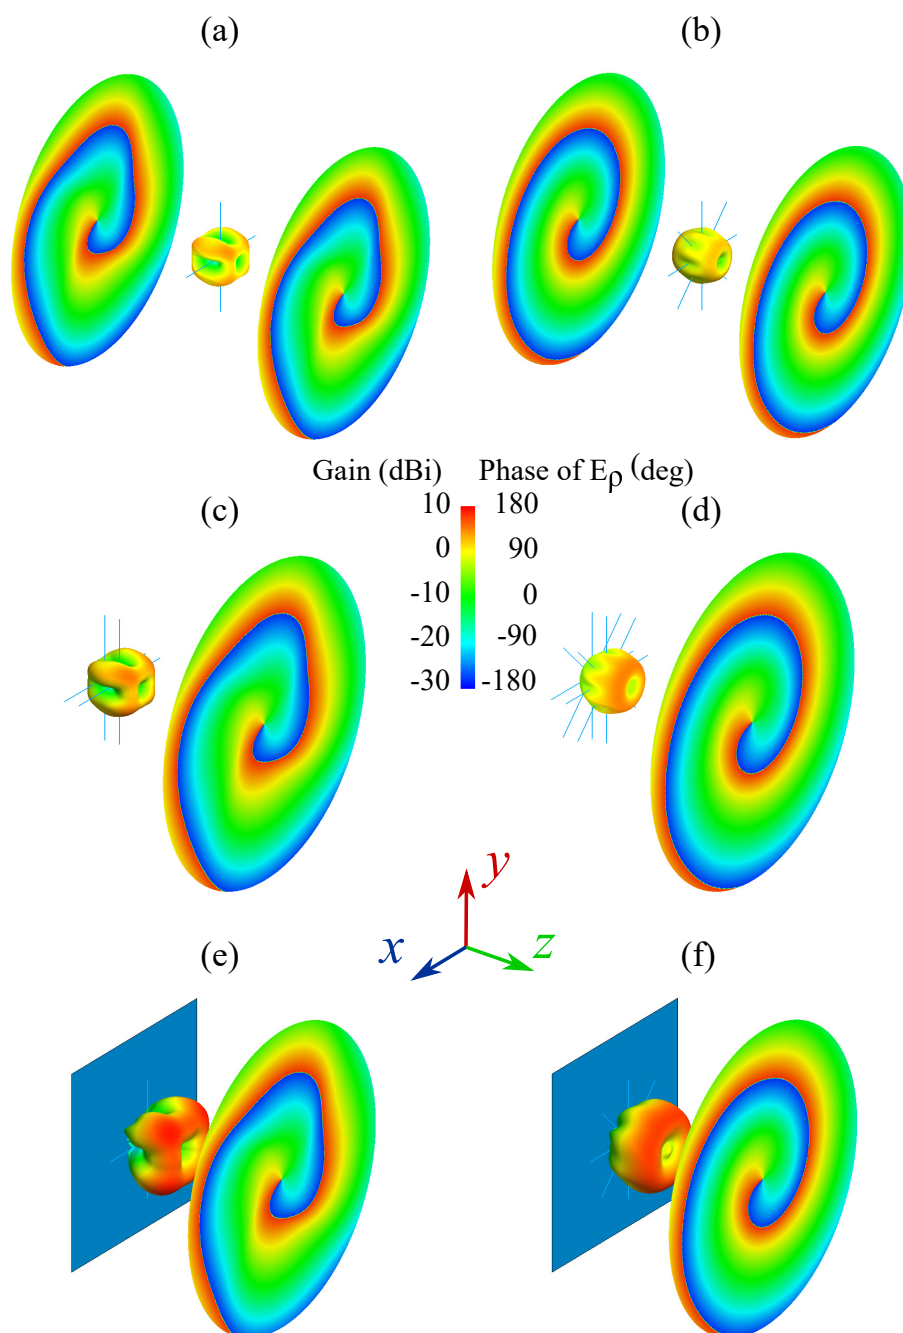 (a) (b)
Gain (dBi) Phase of Eρ (deg)
(c) (d)
10 180
0 90
-10 0
-20 -90
-30 -180
y
x z
(e) (f)